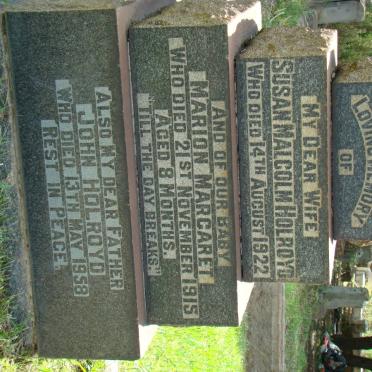 LOVING MEMORY
OF
MY DEAR WIFE
SUSAN MALCOLM HOLROYD
WHO DIED 14TH AUGUST 1922
AND OF OUR BABY
MARION MARGARET
WHO DIED 21ST NOVEMBER 1915
AGED 8 MONTHS
"TILL THE DAY BREAKS"
ALSO MY DEAR FATHER
JOHN HOLROYD
WHO DIED 13TH MAY 1958
REST IN PEACE.